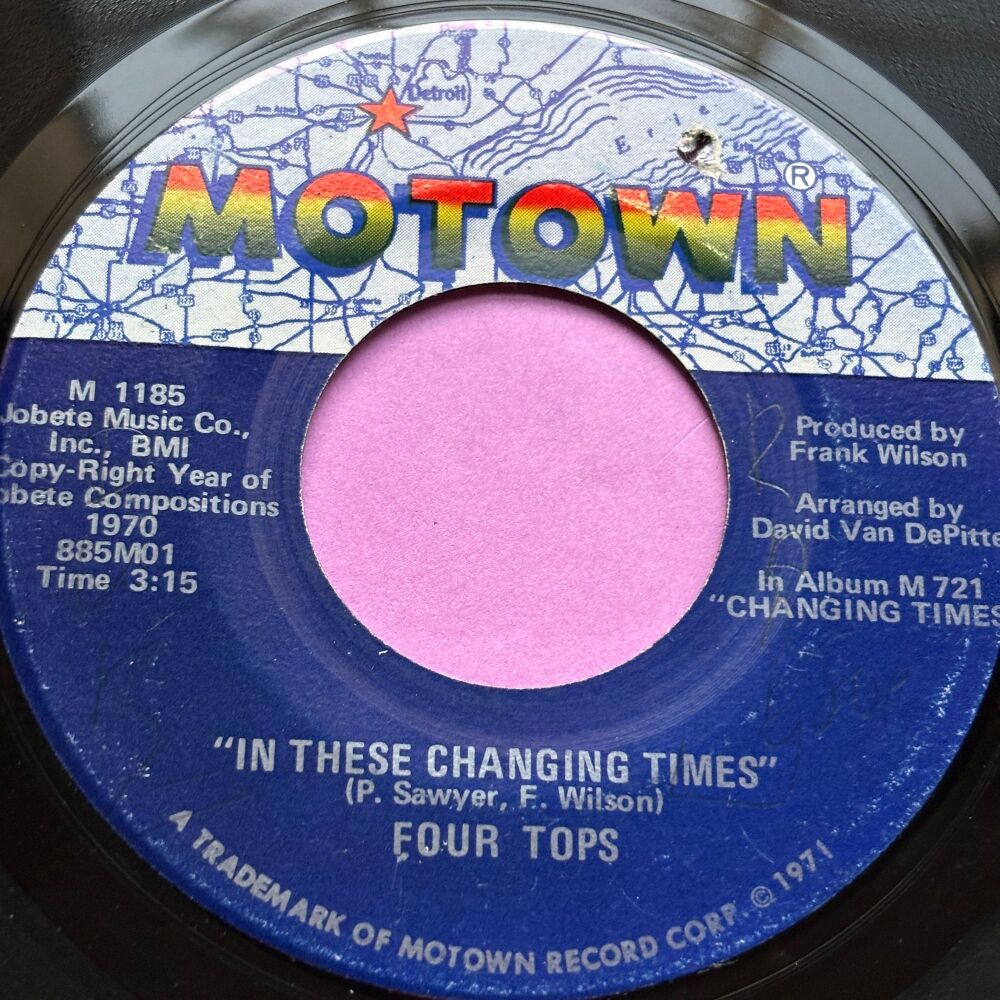 Detroit
Erie
MOTOWN®
M 1185
Jobete Music Co.,
Inc., BMI
Copy-Right Year of
obete Compositions
1970
885M01
Time 3:15
Produced by
Frank Wilson
Arranged by
David Van DePitte
In Album M 721
"CHANGING TIMES
"IN THESE CHANGING TIMES"
(P. Sawyer, F. Wilson)
FOUR TOPS
A TRADEMARK OF MOTOWN RECORD CORP. © 1971